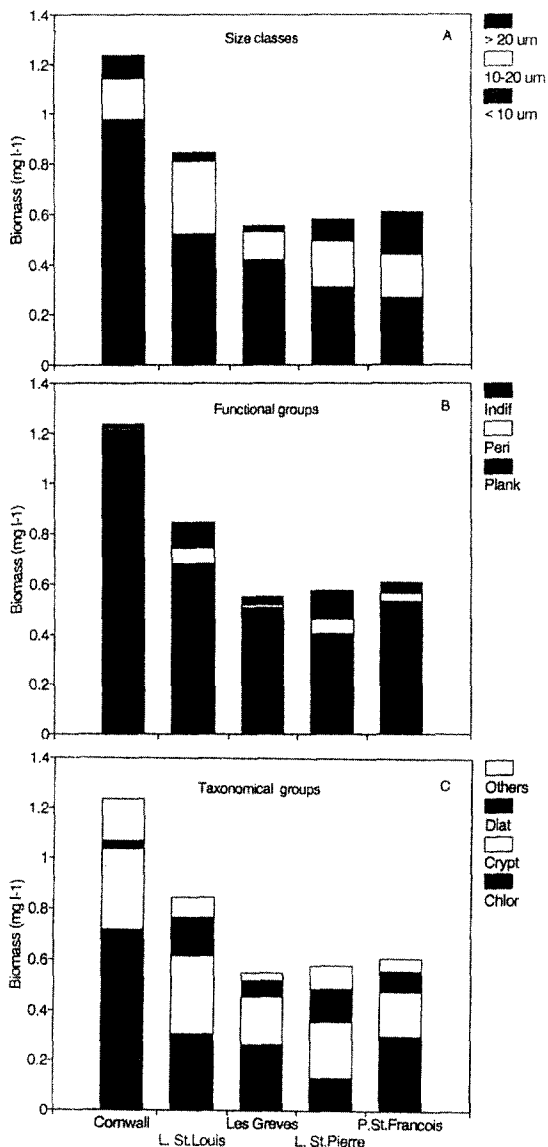 1.4
Size classes
A
> 20 um
10-20 um
< 10 um
1.2
1
0.8
0.6
0.4
0.2
0
Biomass (mg l-1)
1.4
Functional groups
B
Indif
Peri
Plank
1.2
1
0.8
0.6
0.4
0.2
0
Biomass (mg l-1)
1.4
Taxonomical groups
C
Others
Diat
Crypt
Chlor
1.2
1
0.8
0.6
0.4
0.2
0
Biomass (mg l-1)
Cornwall
L. St.Louis
Les Greves
L. St.Pierre
P.St.Francois